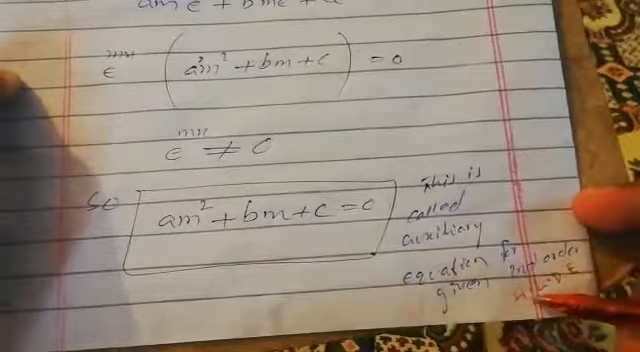 e^mx (am² + bm + c) = 0
e^mx ≠ 0
so am² + bm + c = 0
This is
called
auxiliary
equation for
given 2nd order